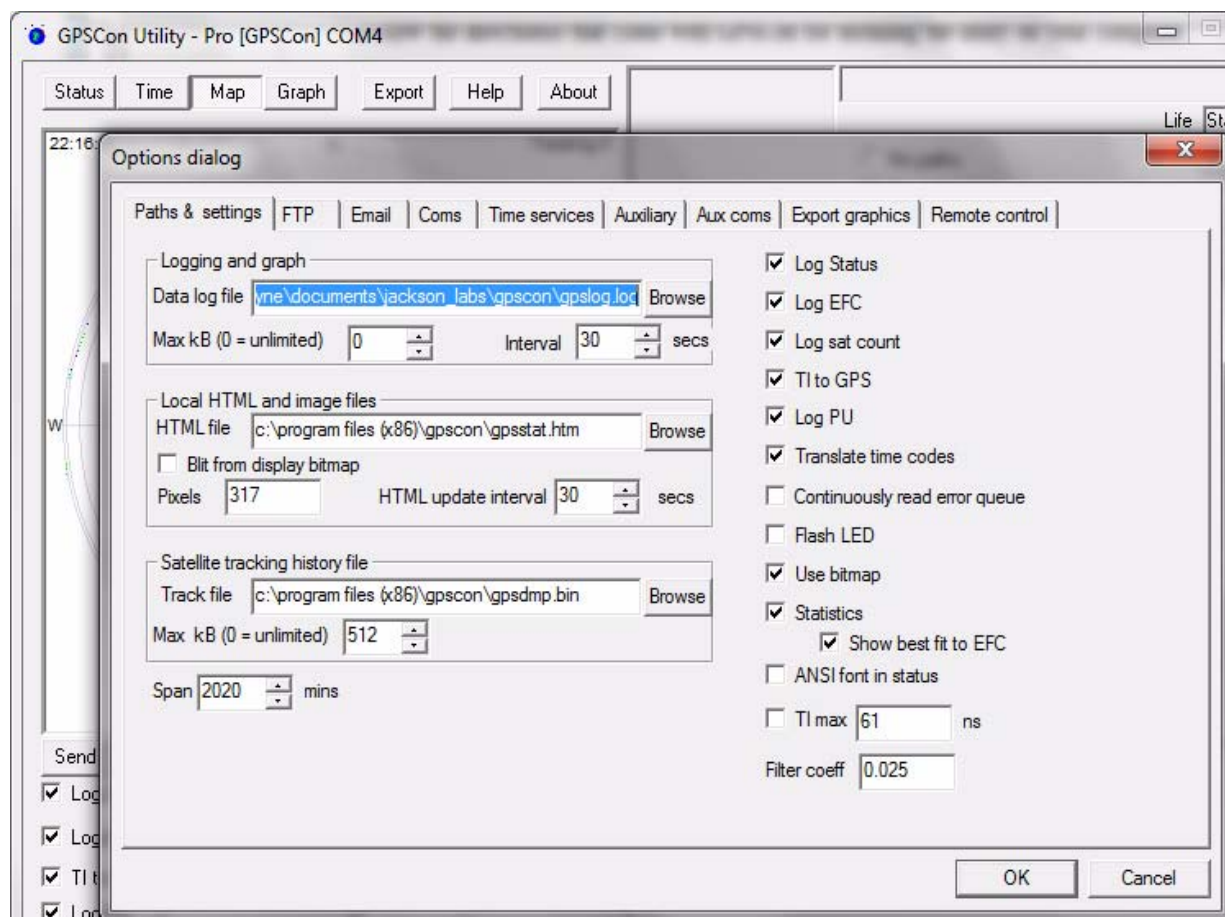 GPSCon Utility - Pro [GPSCon] COM4
Status Time Map Graph Export Help About
Life
22:16:
Options dialog
Paths & settings FTP Email Coms Time services Auxiliary Aux coms Export graphics Remote control
Logging and graph
Data log file yne\documents\jackson_labs\gpscon\gpslog.log Browse
Max kB (0 = unlimited) 0 Interval 30 secs
Local HTML and image files
HTML file c:\program files (x86)\gpscon\gpsstat.htm Browse
Blit from display bitmap
Pixels 317 HTML update interval 30 secs
Satellite tracking history file
Track file c:\program files (x86)\gpscon\gpsdmp.bin Browse
Max kB (0 = unlimited) 512
Span 2020 mins
Log Status
Log EFC
Log sat count
TI to GPS
Log PU
Translate time codes
Continuously read error queue
Flash LED
Use bitmap
Statistics
Show best fit to EFC
ANSI font in status
TI max 61 ns
Filter coeff 0.025
W
Send
Log
Log
TI t
Log
OK Cancel